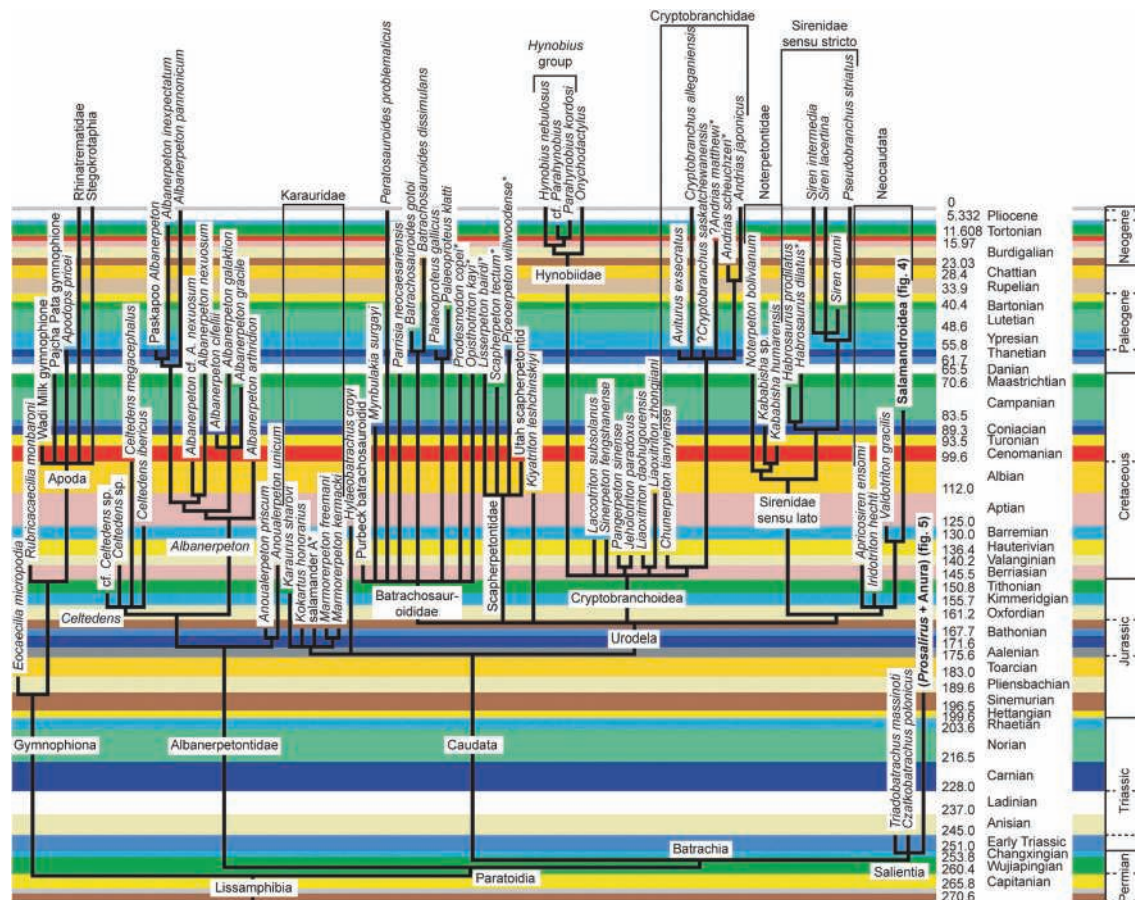 Cryptobranchidae
Sirenidae
sensu stricto
Hynobius
group
Peratosauroides problematicus
Albanerpeton inexpectatum
Albanerpeton pannonicum
Rhinatrematidae
Stegokrotaphia
Batrachosauroides dissimulans
Hynobius nebulosus
cf. Parahynobius
Parahynobius kordosi
Onychodactylus
Cryptobranchus alleganiensis
?Cryptobranchus saskatchewanensis
?Andrias matthewi*
Andrias scheuchzeri*
Andrias japonicus
Noterpetontidae
Siren intermedia
Siren lacertina
Pseudobranchus striatus
Neocaudata
Karauridae
Wadi Milk gymnophione
Pajcha Pata gymnophione
Apodops pricei
Paskapoo Albanerpeton
Albanerpeton cf. A. nexuosum
Albanerpeton nexuosum
Albanerpeton cifellii
Albanerpeton galaktion
Albanerpeton gracile
Albanerpeton arthridion
Mynbulakia surgayi
Parrisia neocaesariensis
Batrachosauroides gotoi
Palaeoproteus gallicus
Palaeoproteus klatti
Prodesmodon copei*
Opisthotriton kayi*
Lisserpeton bairdi*
Scapherpeton tectum*
Piceoerpeton willwoodense*
Hynobiidae
Aviturus exsecratus
Noterpeton bolivianum
Kababisha sp.
Kababisha humarensis
Habrosaurus prodilatus
Habrosaurus dilatus*
Siren dunni
Salamandroidea (fig. 4)
Rubricacaecilia monbaroni
Apoda
Celtedens megacephalus
Celtedens ibericus
cf. Celtedens sp.
Celtedens sp.
Anoualerpeton priscum
Anoualerpeton unicum
Karaurus sharovi
Kokartus honorarius
salamander A*
Marmorerpeton freemani
Marmorerpeton kermacki
Hylaeobatrachus croyi
Purbeck batrachosauroid
Utah scapherpetontid
Kiyatriton leshchinskiyi
Laccotriton subsolanus
Sinerpeton fengshanensis
Pangerpeton sinense
Jeholotriton paradoxus
Liaoxitriton daohugouensis
Liaoxitriton zhongjiani
Chunerpeton tianyiense
Sirenidae
sensu lato
Apricosiren ensomi
Iridotriton hechti
Valdotriton gracilis
Eocaecilia micropodia
Celtedens
Albanerpeton
Batrachosaur-
oididae
Scapherpetontidae
Cryptobranchoidea
Urodela
(Prosalirus + Anura) (fig. 5)
Gymnophiona
Albanerpetontidae
Caudata
Triadobatrachus massinoti
Czatkobatrachus polonicus
Batrachia
Salientia
Paratoidia
Lissamphibia
0
5.332 Pliocene
11.608 Tortonian
15.97
Burdigalian
23.03
28.4 Chattian
33.9 Rupelian
40.4 Bartonian
Lutetian
48.6
55.8 Ypresian
61.7 Thanetian
65.5 Danian
70.6 Maastrichtian
Campanian
83.5
89.3 Coniacian
93.5 Turonian
99.6 Cenomanian
Albian
112.0
Aptian
125.0
130.0 Barremian
136.4 Hauterivian
140.2 Valanginian
145.5 Berriasian
150.8 Tithonian
155.7 Kimmeridgian
161.2 Oxfordian
167.7 Bathonian
171.6
175.6 Aalenian
183.0 Toarcian
189.6 Pliensbachian
196.5 Sinemurian
199.6 Hettangian
203.6 Rhaetian
216.5 Norian
228.0 Carnian
237.0 Ladinian
245.0 Anisian
251.0 Early Triassic
253.8 Changxingian
260.4 Wujiapingian
265.8 Capitanian
270.6
Neogene
Paleogene
Cretaceous
Jurassic
Triassic
Permian